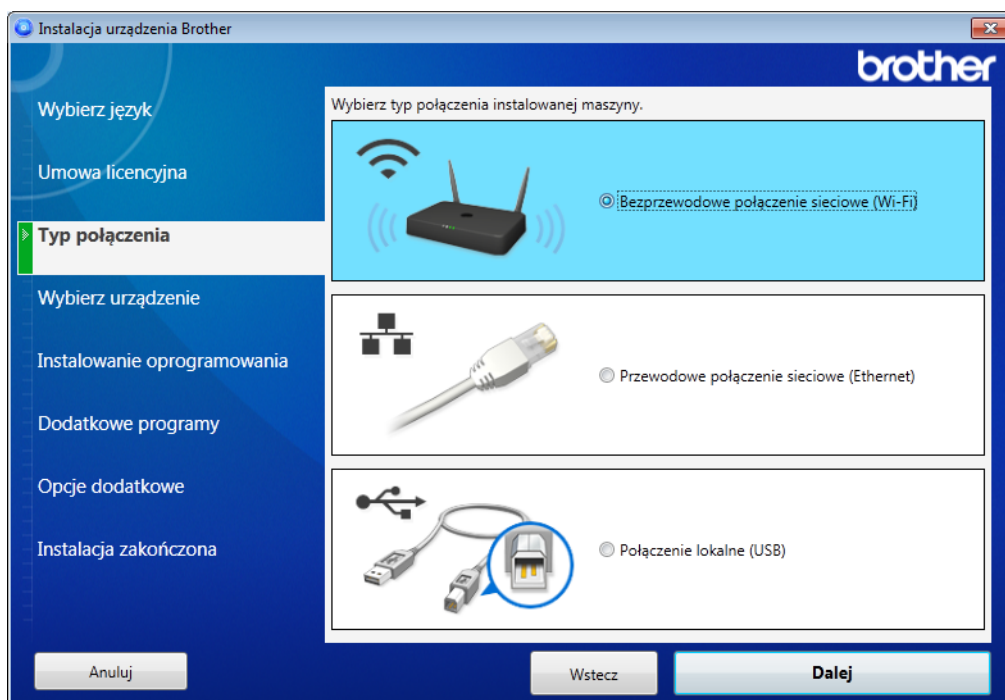 Instalacja urządzenia Brother
brother
Wybierz język
Umowa licencyjna
Typ połączenia
Wybierz urządzenie
Instalowanie oprogramowania
Dodatkowe programy
Opcje dodatkowe
Instalacja zakończona
Wybierz typ połączenia instalowanej maszyny.
Bezprzewodowe połączenie sieciowe (Wi-Fi)
Przewodowe połączenie sieciowe (Ethernet)
Połączenie lokalne (USB)
Anuluj
Wstecz
Dalej